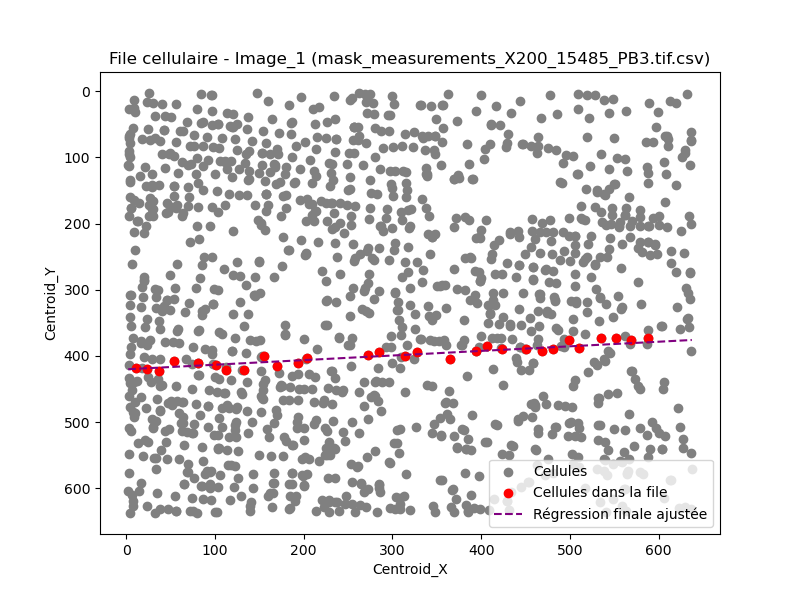 File cellulaire - Image_1 (mask_measurements_X200_15485_PB3.tif.csv)
0
100
200
300
400
500
600
Centroid_Y
0
100
200
300
400
500
600
Centroid_X
Cellules
Cellules dans la file
Régression finale ajustée